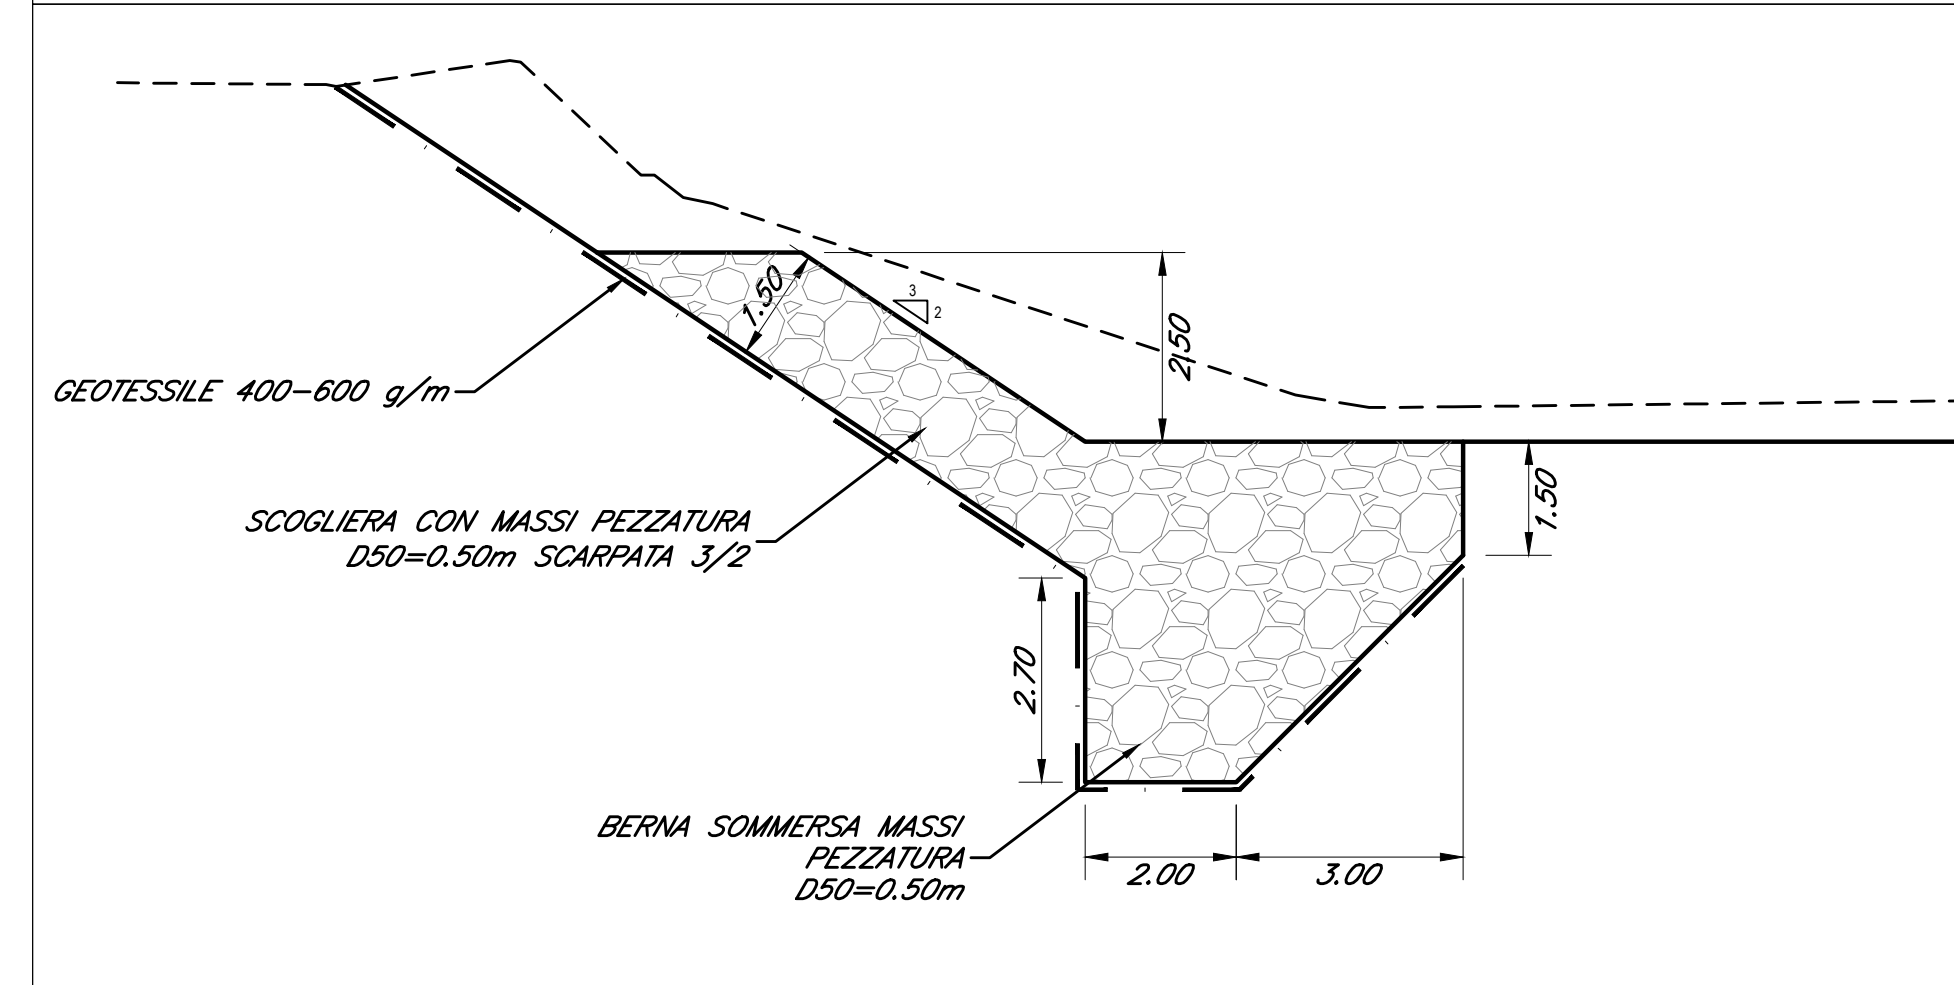 1.50
3
2
2.50
GEOTESSILE 400-600 g/m
1.50
SCOGLIERA CON MASSI PEZZATURA
D50=0.50m SCARPATA 3/2
2.70
BERNA SOMMERSA MASSI
PEZZATURA
D50=0.50m
2.00
3.00